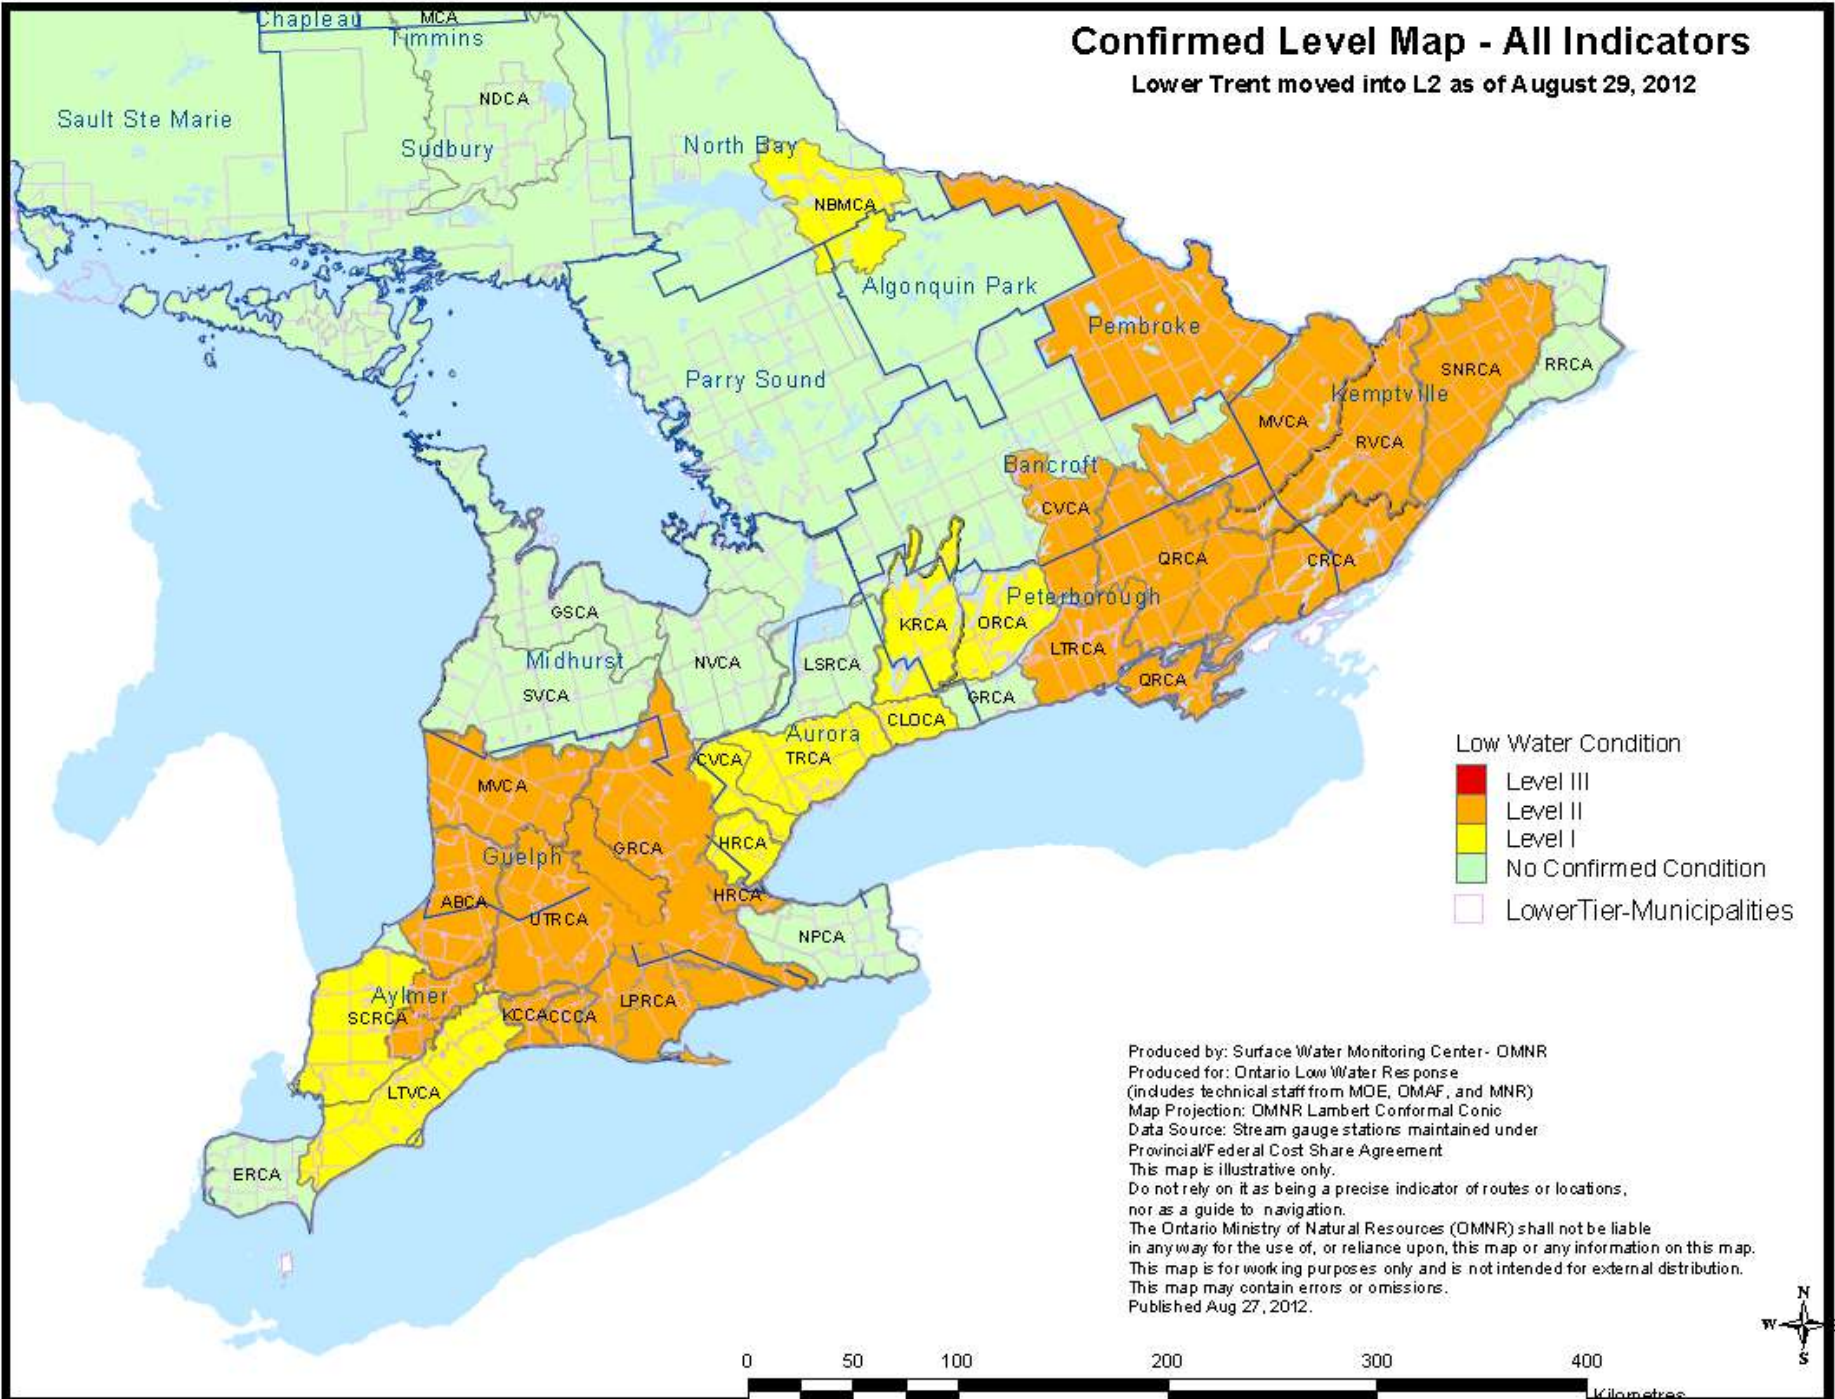 Confirmed Level Map - All Indicators
Lower Trent moved into L2 as of August 29, 2012
Chapleau
MCA
Timmins
NDCA
Sault Ste Marie
Sudbury
North Bay
NBMCA
Algonquin Park
Pembroke
Parry Sound
SNRCA
RRCA
Kemptville
MVCA
RVCA
Bancroft
CVCA
QRCA
CRCA
Peterborough
GSCA
KRCA
ORCA
LTRCA
Midhurst
NVCA
LSRCA
QRCA
SVCA
GRCA
CLOCA
Aurora
CVCA
TRCA
MVCA
HRCA
Guelph
GRCA
HRCA
ABCA
UTRCA
NPCA
Aylmer
SCRCA
KCCA
CCCA
LPRCA
LTVCA
ERCA
Low Water Condition
Level III
Level II
Level I
No Confirmed Condition
LowerTier-Municipalities
Produced by: Surface Water Monitoring Center - OMNR
Produced for: Ontario Low Water Response
(includes technical staff from MOE, OMAF, and MNR)
Map Projection: OMNR Lambert Conformal Conic
Data Source: Stream gauge stations maintained under
Provincial/Federal Cost Share Agreement
This map is illustrative only.
Do not rely on it as being a precise indicator of routes or locations,
nor as a guide to navigation.
The Ontario Ministry of Natural Resources (OMNR) shall not be liable
in any way for the use of, or reliance upon, this map or any information on this map.
This map is for working purposes only and is not intended for external distribution.
This map may contain errors or omissions.
Published Aug 27, 2012.
N
W
S
0 50 100 200 300 400
Kilometres